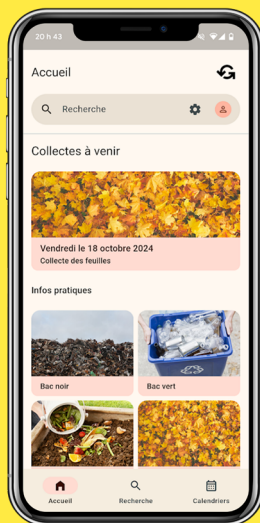 20 h 43
Accueil
Recherche
Collectes à venir
Vendredi le 18 octobre 2024
Collecte des feuilles
Infos pratiques
Bac noir
Bac vert
Accueil
Recherche
Calendriers